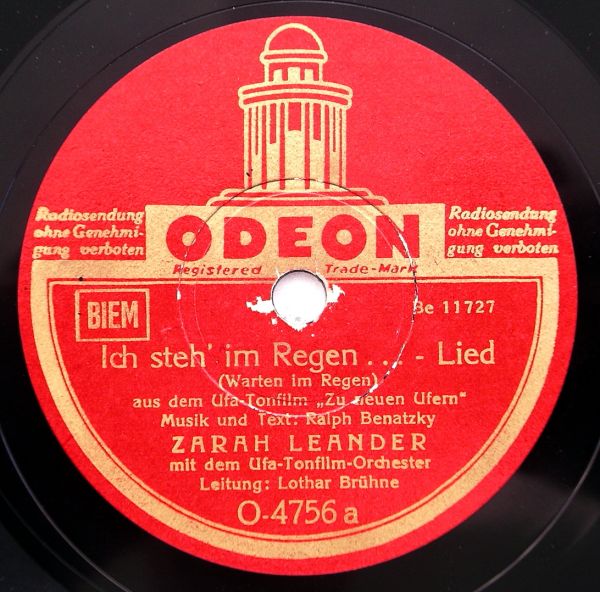 Radiosendung
ohne Genehmi-
gung verboten
ODEON
Registered Trade-Mark
Radiosendung
ohne Genehmi-
gung verboten
BIEM
Be 11727
Ich steh' im Regen . . . - Lied
(Warten im Regen)
aus dem Ufa-Tonfilm „Zu neuen Ufern"
Musik und Text: Ralph Benatzky
ZARAH LEANDER
mit dem Ufa-Tonfilm-Orchester
Leitung: Lothar Brühne
O-4756 a